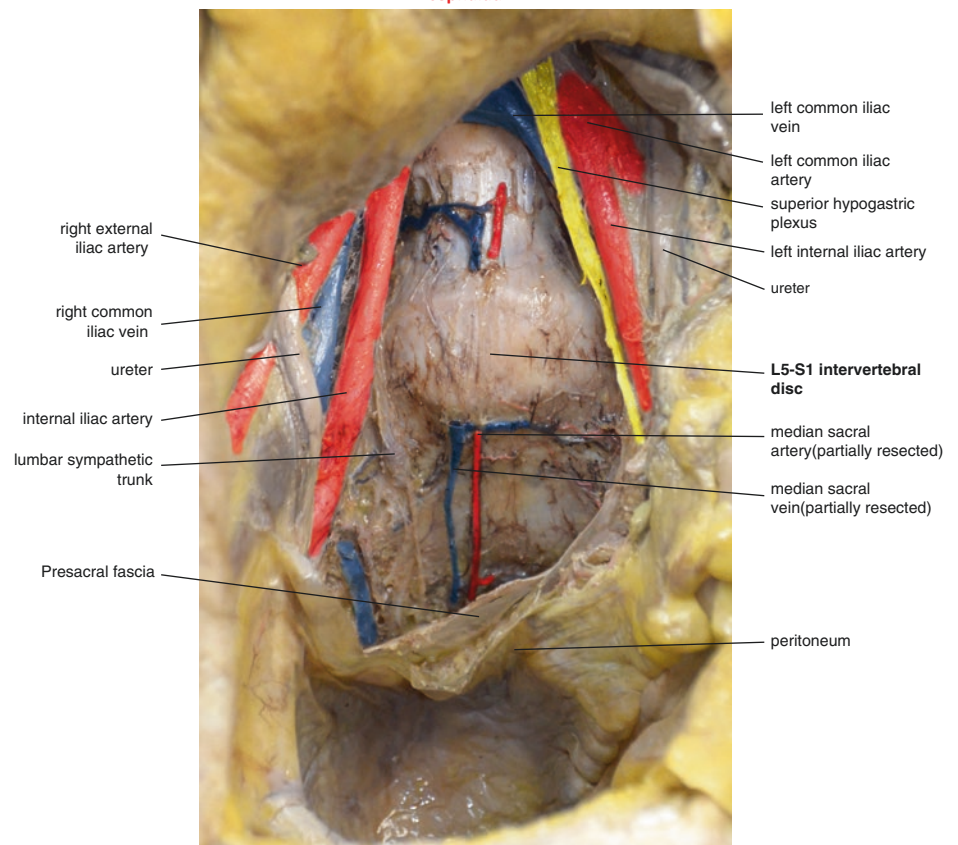 left common iliac
vein
left common iliac
artery
superior hypogastric
plexus
left internal iliac artery
ureter
L5-S1 intervertebral
disc
median sacral
artery(partially resected)
median sacral
vein(partially resected)
peritoneum
right external
iliac artery
right common
iliac vein
ureter
internal iliac artery
lumbar sympathetic
trunk
Presacral fascia